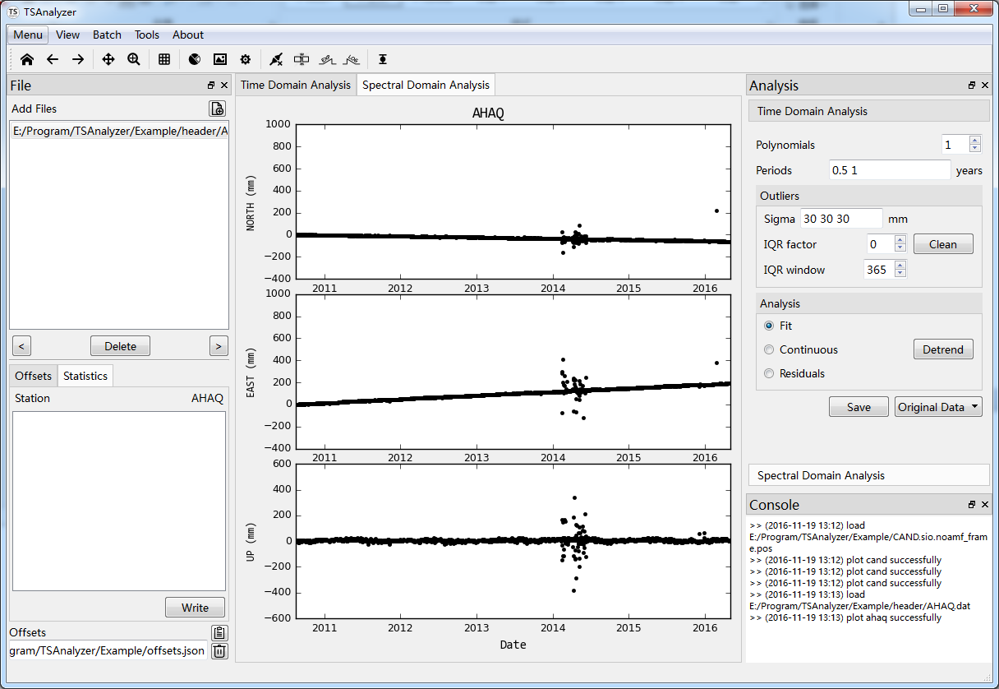 TS TSAnalyzer
Menu View Batch Tools About
File
Add Files
E:/Program/TSAnalyzer/Example/header/A
< Delete >
Offsets Statistics
Station AHAQ
Write
Offsets
gram/TSAnalyzer/Example/offsets.json
Time Domain Analysis Spectral Domain Analysis
AHAQ
1000
800
600
400
200
0
−200
−400
NORTH (mm)
2011 2012 2013 2014 2015 2016
1000
800
600
400
200
0
−200
−400
EAST (mm)
2011 2012 2013 2014 2015 2016
600
400
200
0
−200
−400
−600
UP (mm)
2011 2012 2013 2014 2015 2016
Date
Analysis
Time Domain Analysis
Polynomials 1
Periods 0.5 1 years
Outliers
Sigma 30 30 30 mm
IQR factor 0 Clean
IQR window 365
Analysis
Fit
Continuous Detrend
Residuals
Save Original Data
Spectral Domain Analysis
Console
>> (2016-11-19 13:12) load
E:/Program/TSAnalyzer/Example/CAND.sio.noamf_fram
e.pos
>> (2016-11-19 13:12) plot cand successfully
>> (2016-11-19 13:12) plot cand successfully
>> (2016-11-19 13:12) plot cand successfully
>> (2016-11-19 13:13) load
E:/Program/TSAnalyzer/Example/header/AHAQ.dat
>> (2016-11-19 13:13) plot ahaq successfully